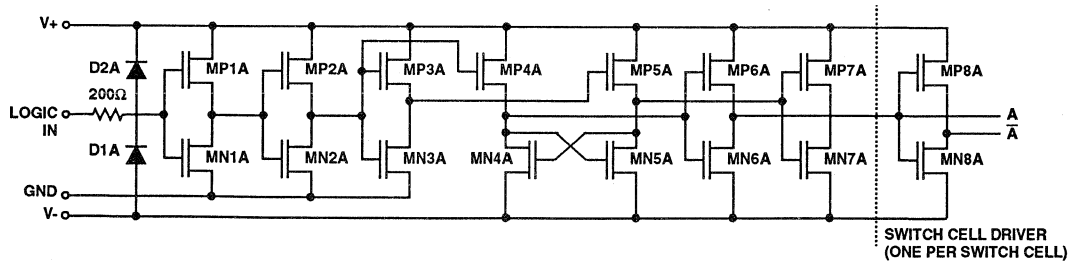 V+
D2A
200Ω
LOGIC
IN
D1A
GND
V-
MP1A
MP2A
MP3A
MP4A
MP5A
MP6A
MP7A
MP8A
MN1A
MN2A
MN3A
MN4A
MN5A
MN6A
MN7A
MN8A
A
A̅
SWITCH CELL DRIVER
(ONE PER SWITCH CELL)